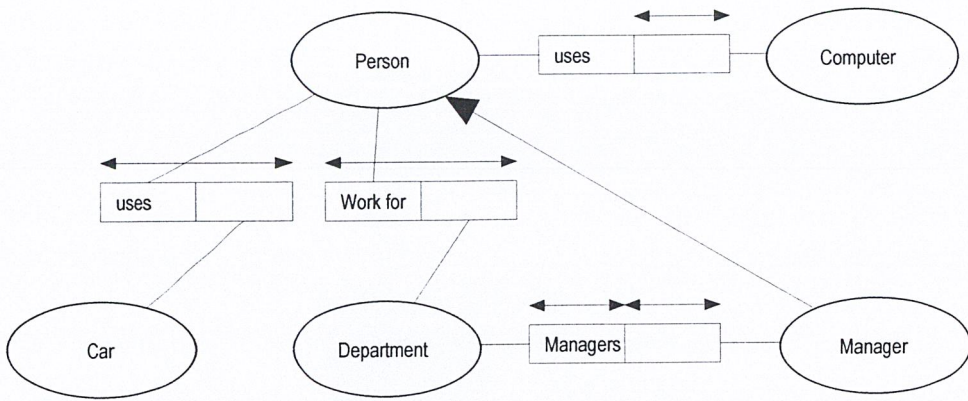 Person
uses
Computer
uses
Work for
Car
Department
Managers
Manager